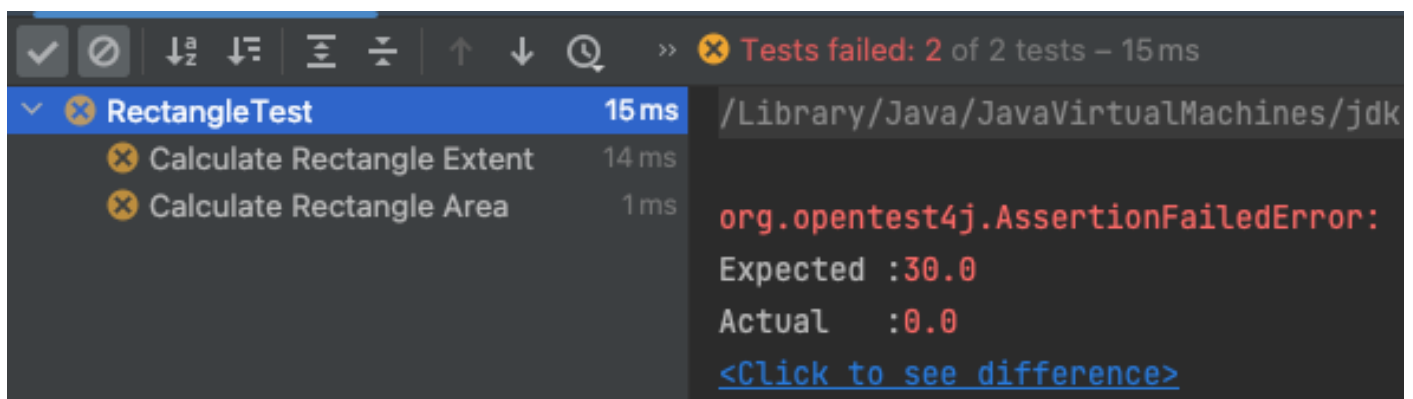 Tests failed: 2 of 2 tests – 15 ms
RectangleTest 15 ms
Calculate Rectangle Extent 14 ms
Calculate Rectangle Area 1 ms
/Library/Java/JavaVirtualMachines/jdk
org.opentest4j.AssertionFailedError:
Expected :30.0
Actual :0.0
<Click to see difference>